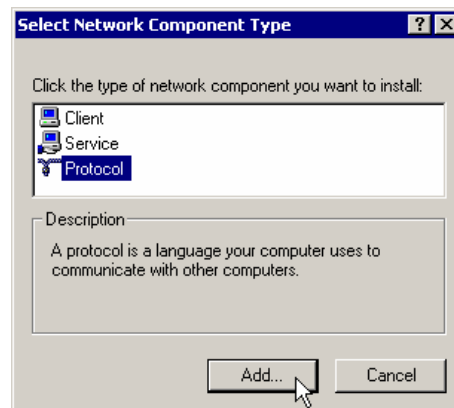 Select Network Component Type
Click the type of network component you want to install:
Client
Service
Protocol
Description
A protocol is a language your computer uses to
communicate with other computers.
Add...
Cancel